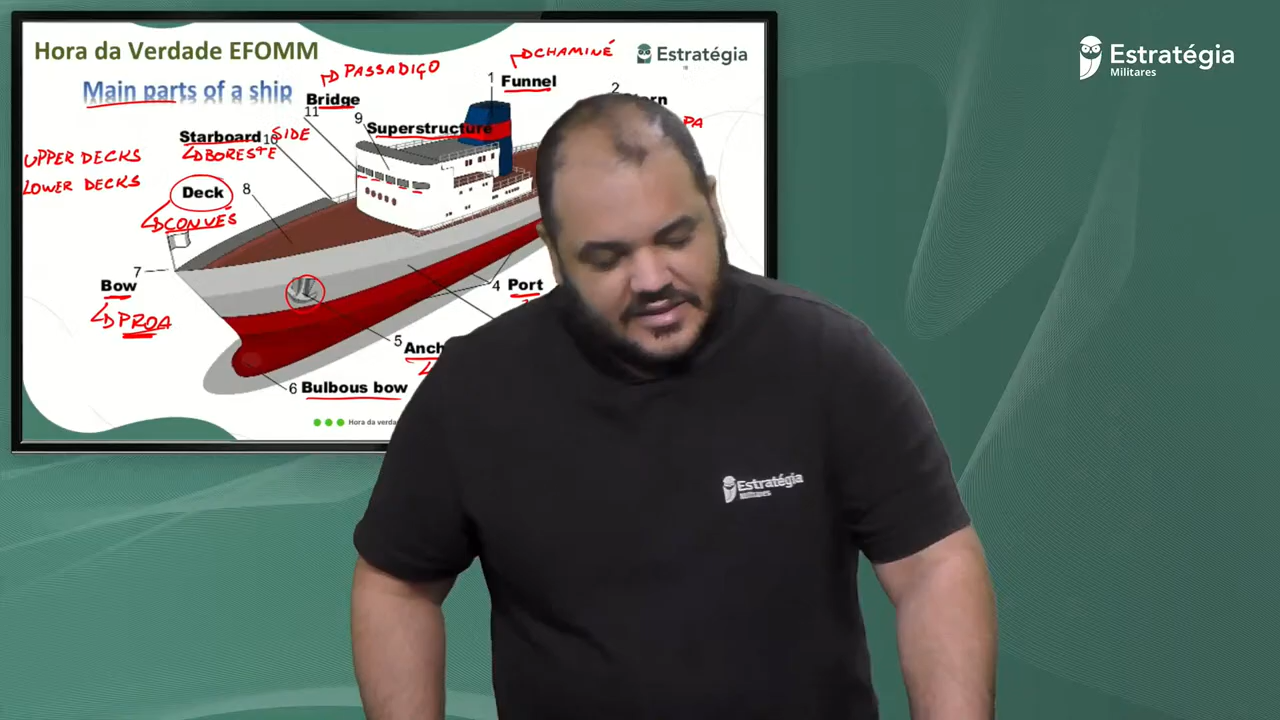 Hora da Verdade EFOMM
Estratégia
Main parts of a ship
CHAMINÉ
1
Funnel
PASSADIÇO
Bridge
11
2
9
Superstructure
Starboard
10
SIDE
BORESTE
UPPER DECKS
LOWER DECKS
Deck
8
CONVÉS
7
Bow
PROA
4 Port
5
6 Bulbous bow
Hora da
Estratégia
Militares
Estratégia
Militares